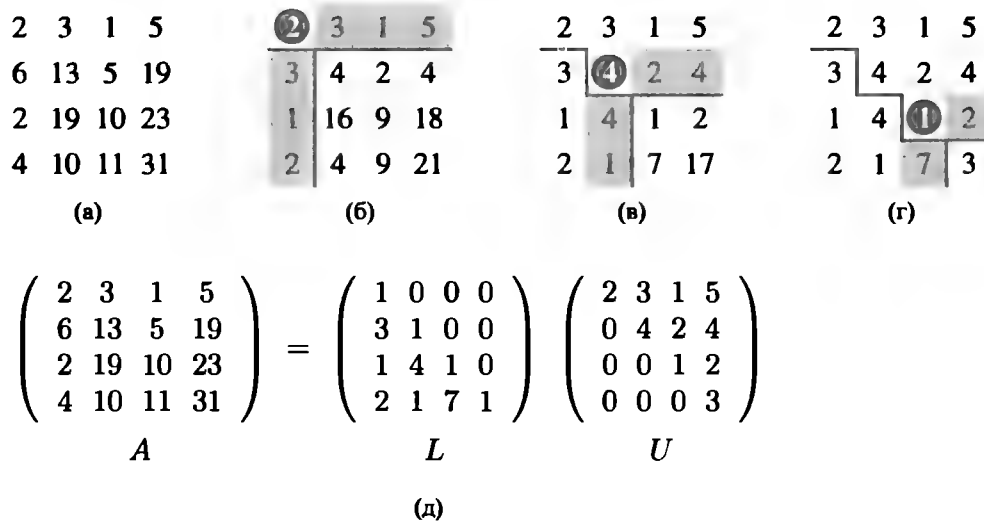 2 3 1 5
6 13 5 19
2 19 10 23
4 10 11 31
(а)
2 3 1 5
3 4 2 4
1 16 9 18
2 4 9 21
(б)
2 3 1 5
3 4 2 4
1 4 1 2
2 1 7 17
(в)
2 3 1 5
3 4 2 4
1 4 1 2
2 1 7 3
(г)
( 2 3 1 5 ) = ( 1 0 0 0 ) ( 2 3 1 5 )
6 13 5 19 3 1 0 0 0 4 2 4
2 19 10 23 1 4 1 0 0 0 1 2
4 10 11 31 2 1 7 1 0 0 0 3
A L U
(д)